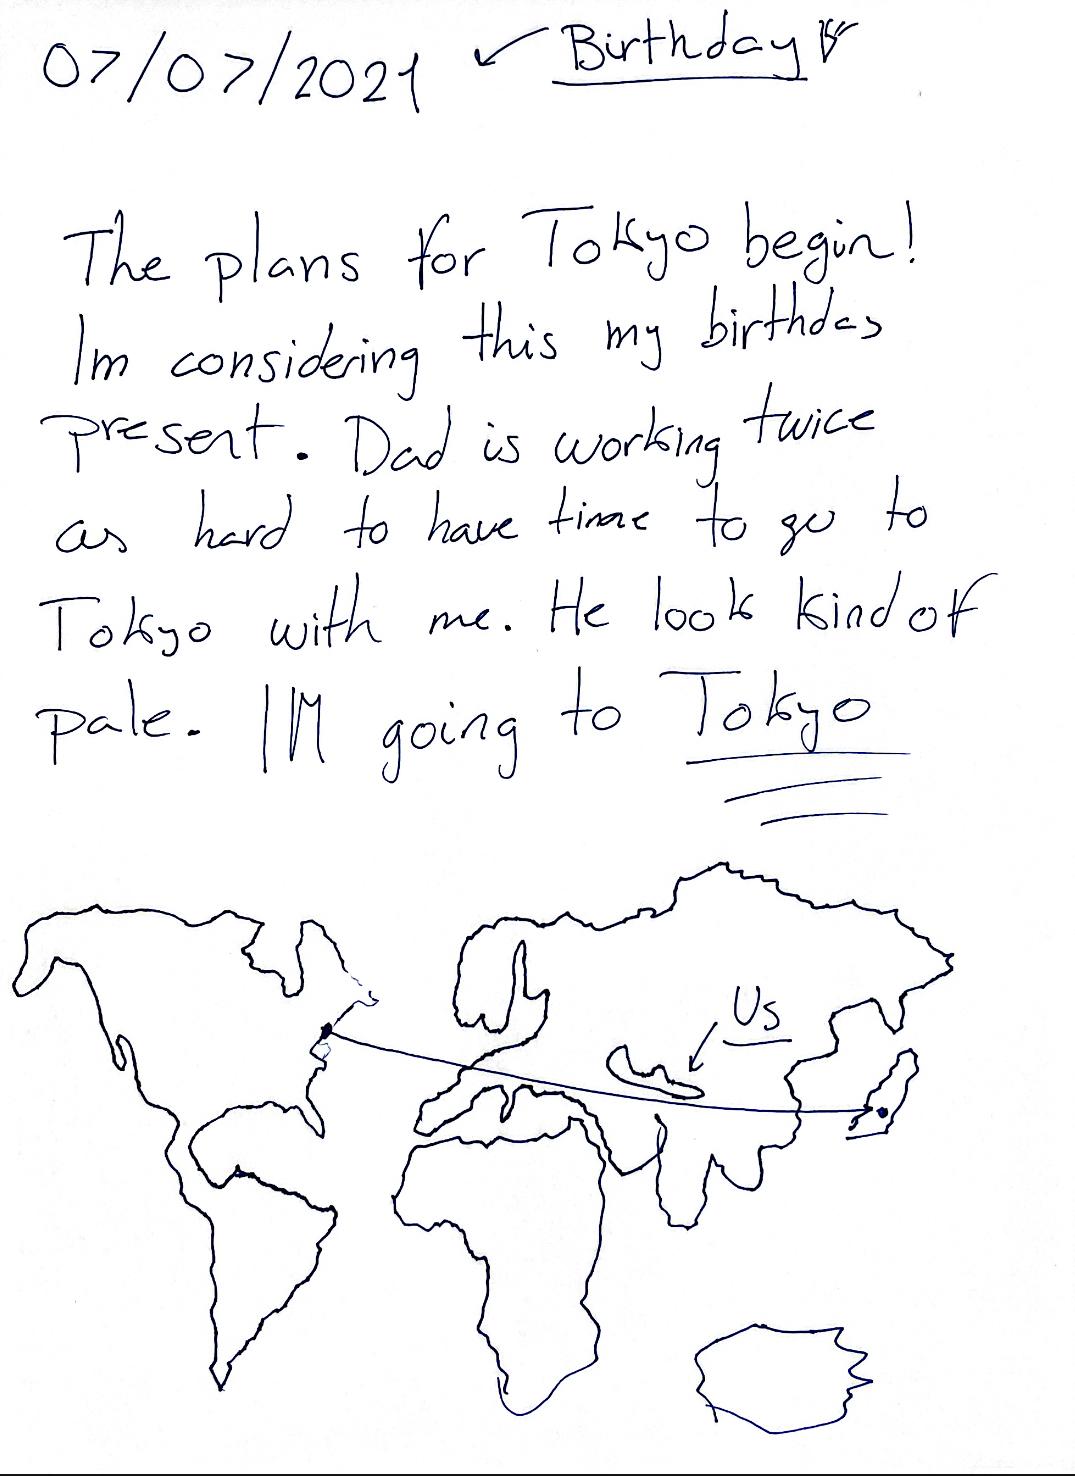 07/07/2021 Birthday
The plans for Tokyo begin!
Im considering this my birthday
present. Dad is working twice
as hard to have time to go to
Tokyo with me. He look kind of
pale. IM going to Tokyo
Us